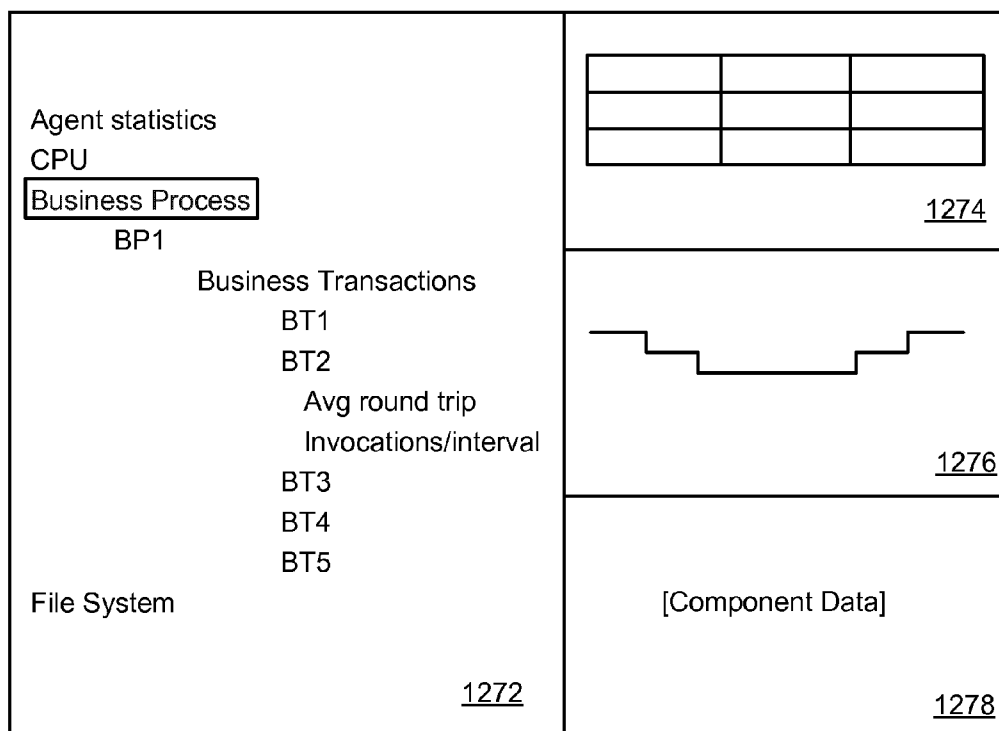 Agent statistics
CPU
Business Process
BP1
Business Transactions
BT1
BT2
Avg round trip
Invocations/interval
BT3
BT4
BT5
File System
1272
1274
1276
[Component Data]
1278